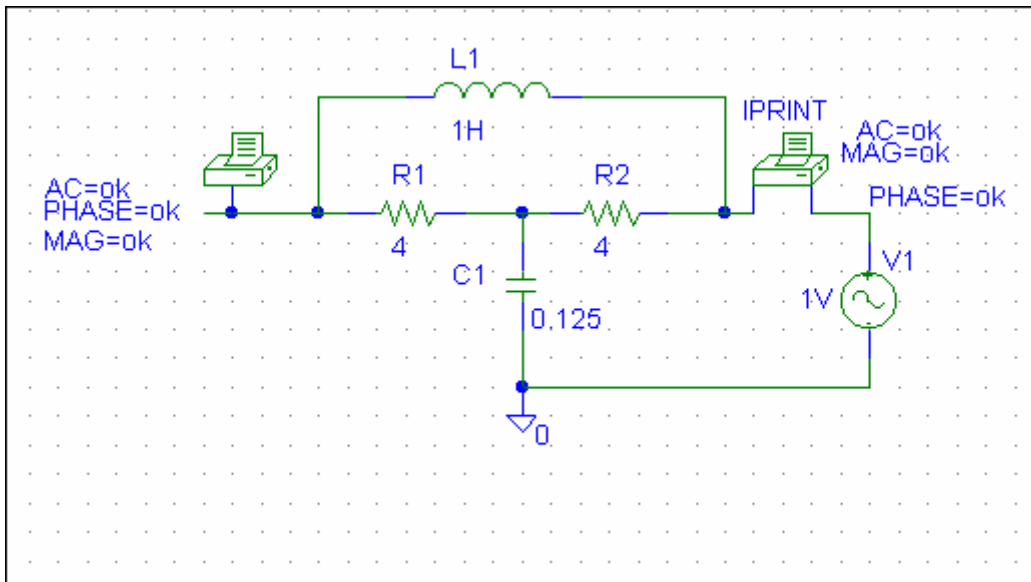 L1
1H
IPRINT
AC=ok
MAG=ok
PHASE=ok
AC=ok
PHASE=ok
MAG=ok
R1
4
R2
4
C1
0.125
V1
1V
0